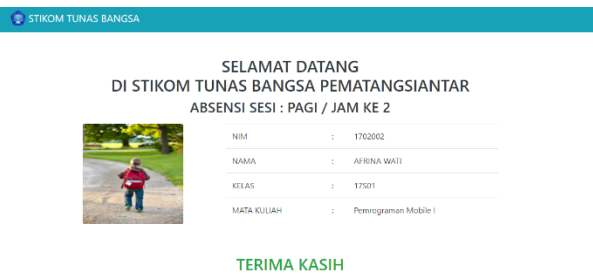 STIKOM TUNAS BANGSA
SELAMAT DATANG
DI STIKOM TUNAS BANGSA PEMATANGSIANTAR
ABSENSI SESI : PAGI / JAM KE 2
NIM : 1702002
NAMA : AFRINA WATI
KELAS : 17S01
MATA KULIAH : Pemrograman Mobile I
TERIMA KASIH